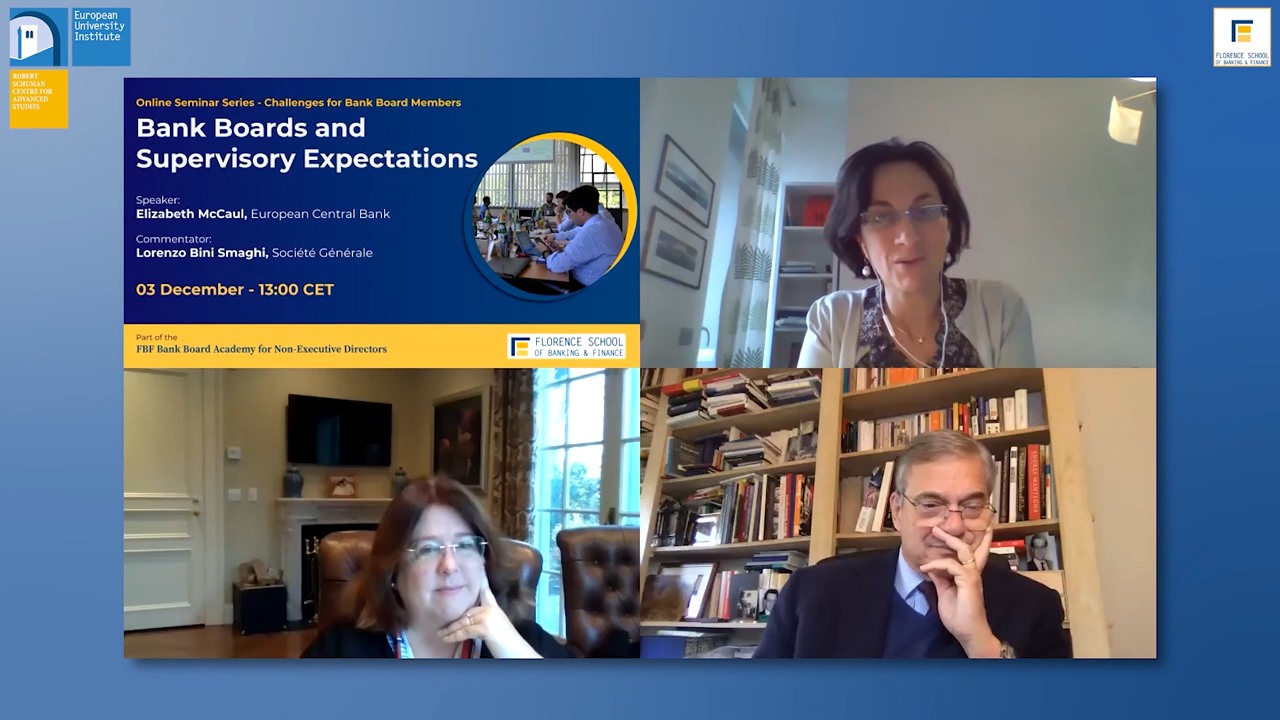 European
University
Institute
ROBERT
SCHUMAN
CENTRE FOR
ADVANCED
STUDIES
FLORENCE SCHOOL
OF BANKING & FINANCE
Online Seminar Series - Challenges for Bank Board Members
Bank Boards and
Supervisory Expectations
Speaker:
Elizabeth McCaul, European Central Bank
Commentator:
Lorenzo Bini Smaghi, Société Générale
03 December - 13:00 CET
Part of the
FBF Bank Board Academy for Non-Executive Directors
FLORENCE SCHOOL
OF BANKING & FINANCE